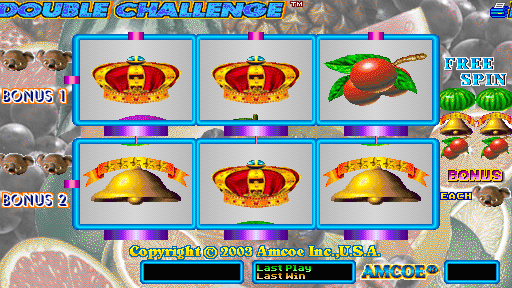 DOUBLE CHALLENGE ™
FREE
SPIN
BONUS 1
BONUS
EACH
BONUS 2
Copyright © 2003 Amcoe Inc., U.S.A.
Last Play
Last Win
AMCOE ®